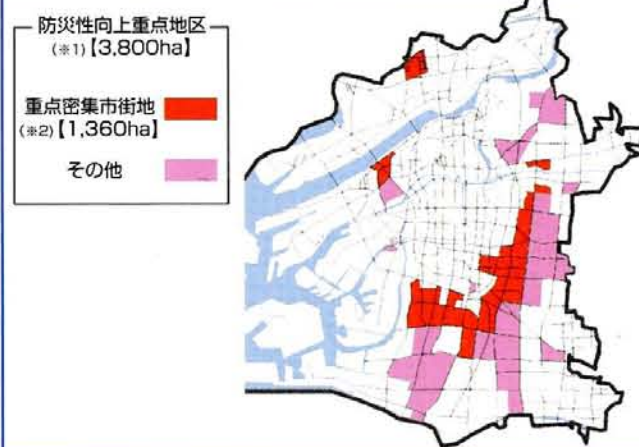 防災性向上重点地区
(※1)【3,800ha】
重点密集市街地
(※2)【1,360ha】
その他